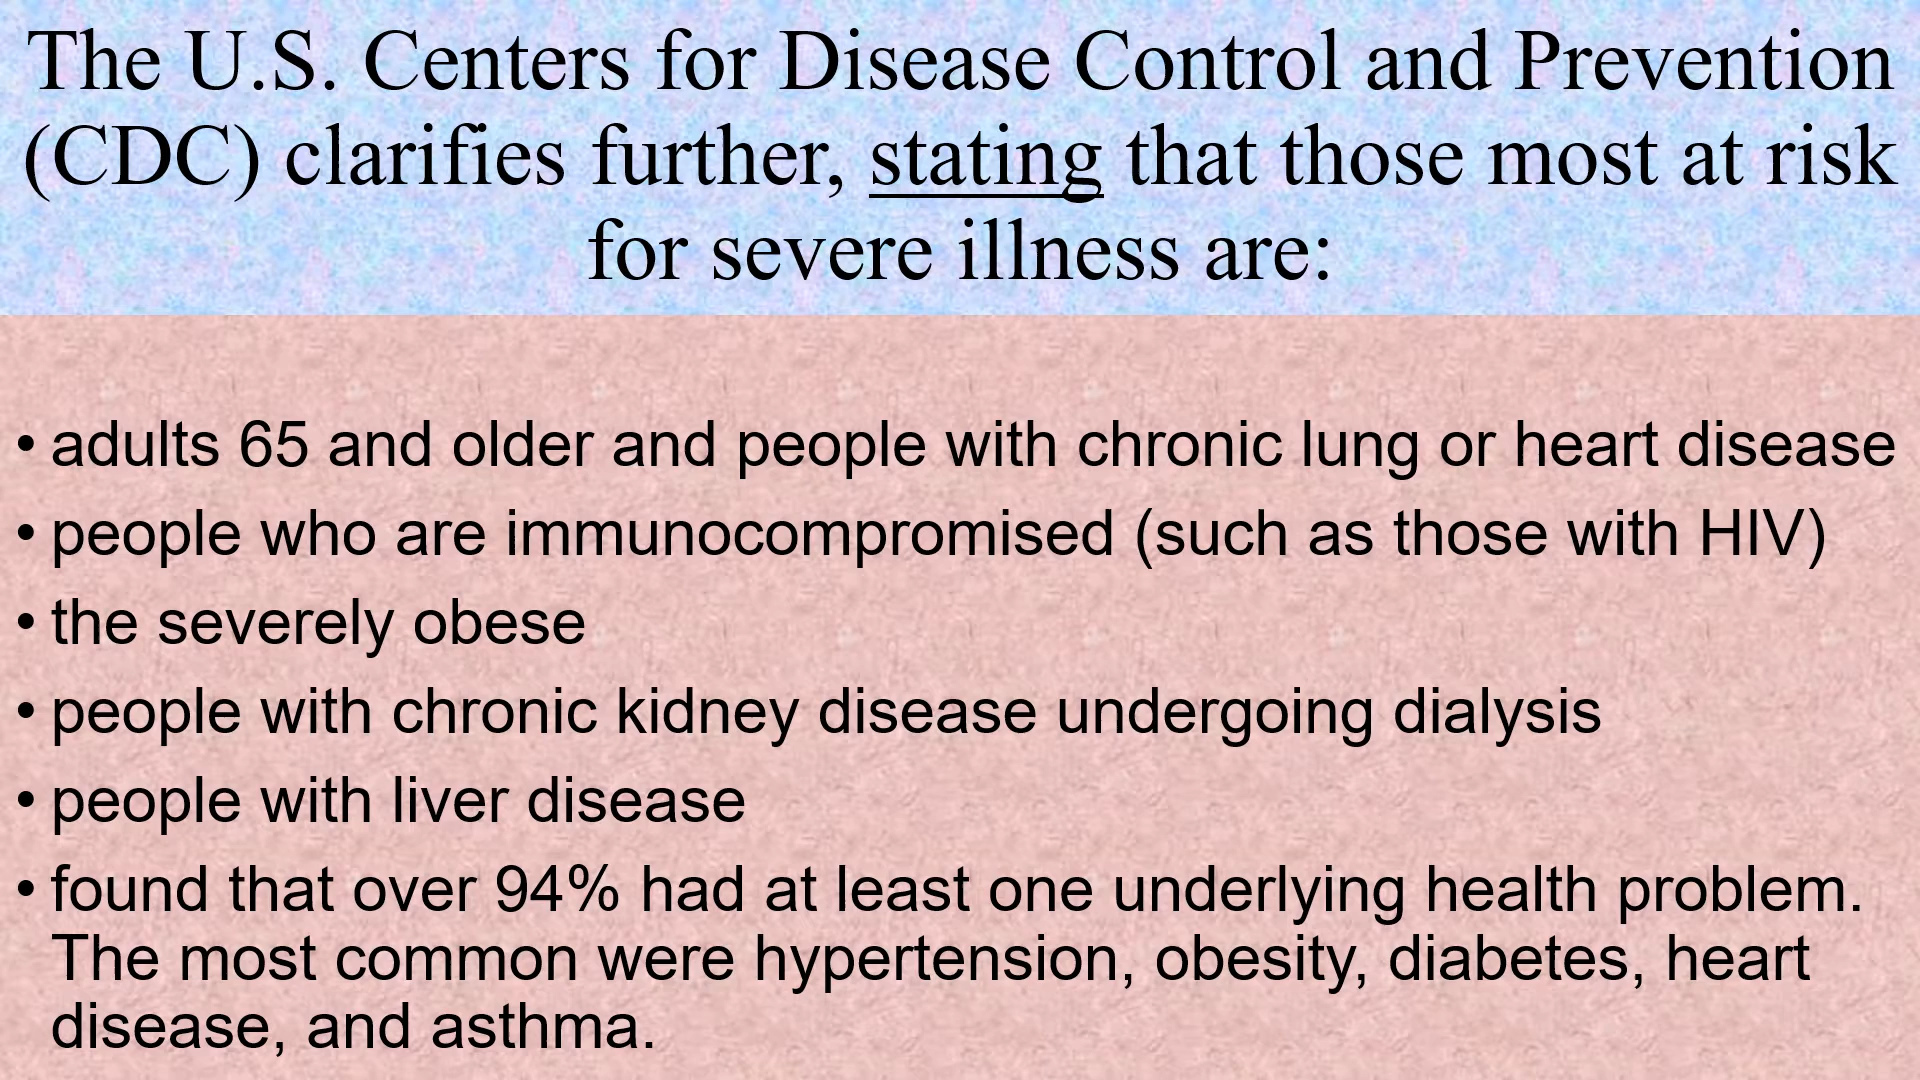 The U.S. Centers for Disease Control and Prevention
(CDC) clarifies further, stating that those most at risk
for severe illness are:
• adults 65 and older and people with chronic lung or heart disease
• people who are immunocompromised (such as those with HIV)
• the severely obese
• people with chronic kidney disease undergoing dialysis
• people with liver disease
• found that over 94% had at least one underlying health problem.
The most common were hypertension, obesity, diabetes, heart
disease, and asthma.